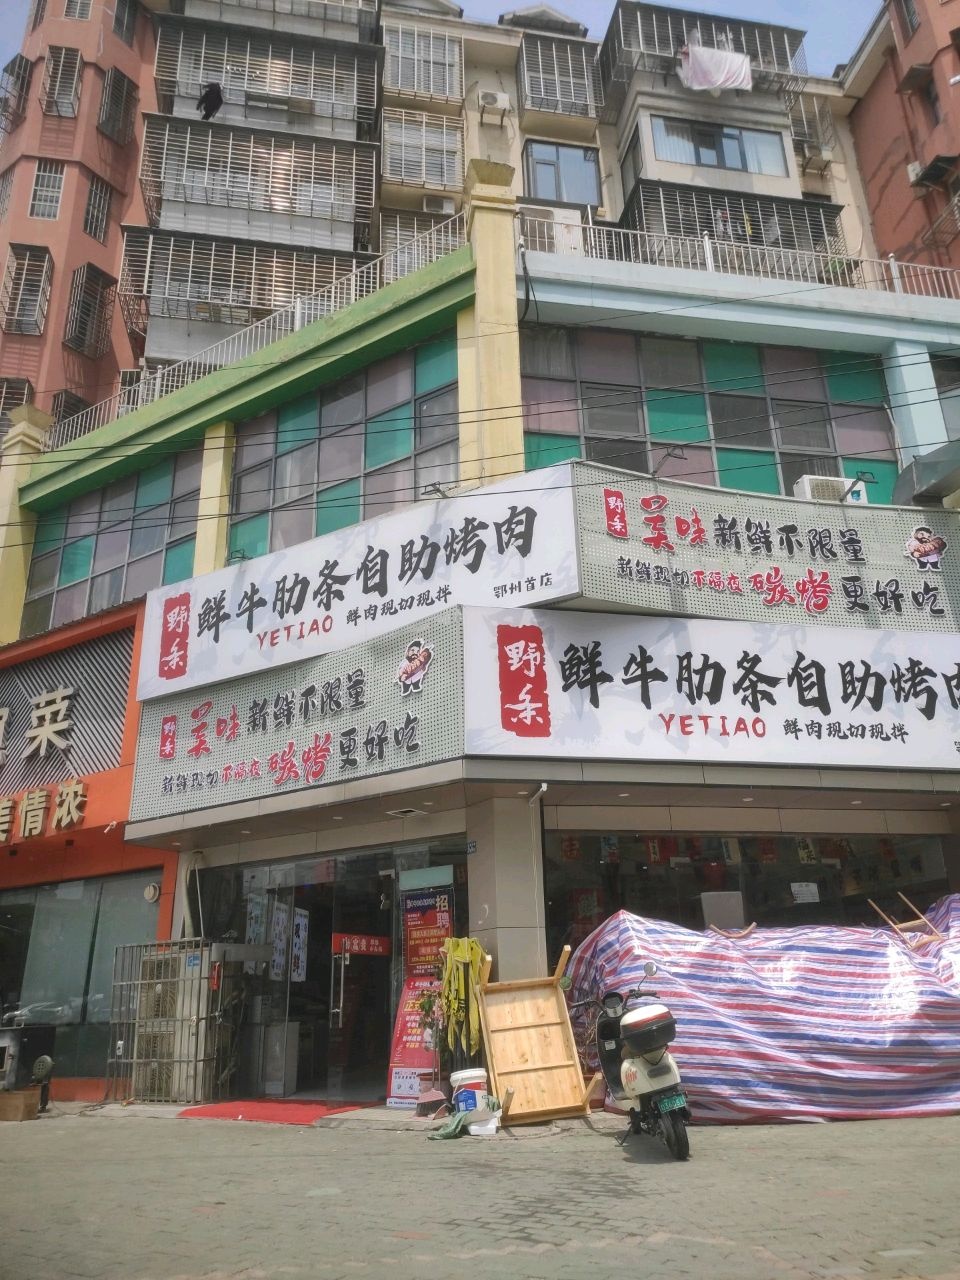 野条
鲜牛肋条自助烤肉
YETIAO 鲜肉现切现拌
鄂州首店
野条
美味新鲜不限量
新鲜现切不隔夜 碳烤更好吃
野条
美味新鲜不限量
新鲜现切不隔夜 碳烤更好吃
野条
鲜牛肋条自助烤肉
YETIAO 鲜肉现切现拌
菜
情浓
招聘